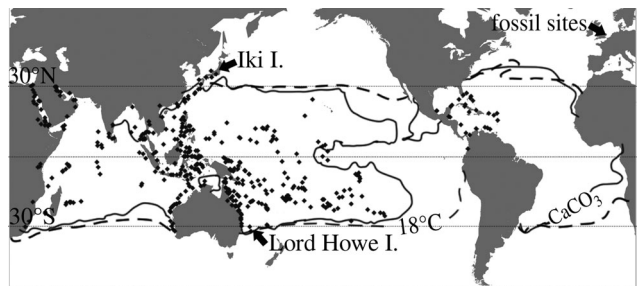 fossil sites
Iki I.
30°N
30°S
18°C
CaCO3
Lord Howe I.